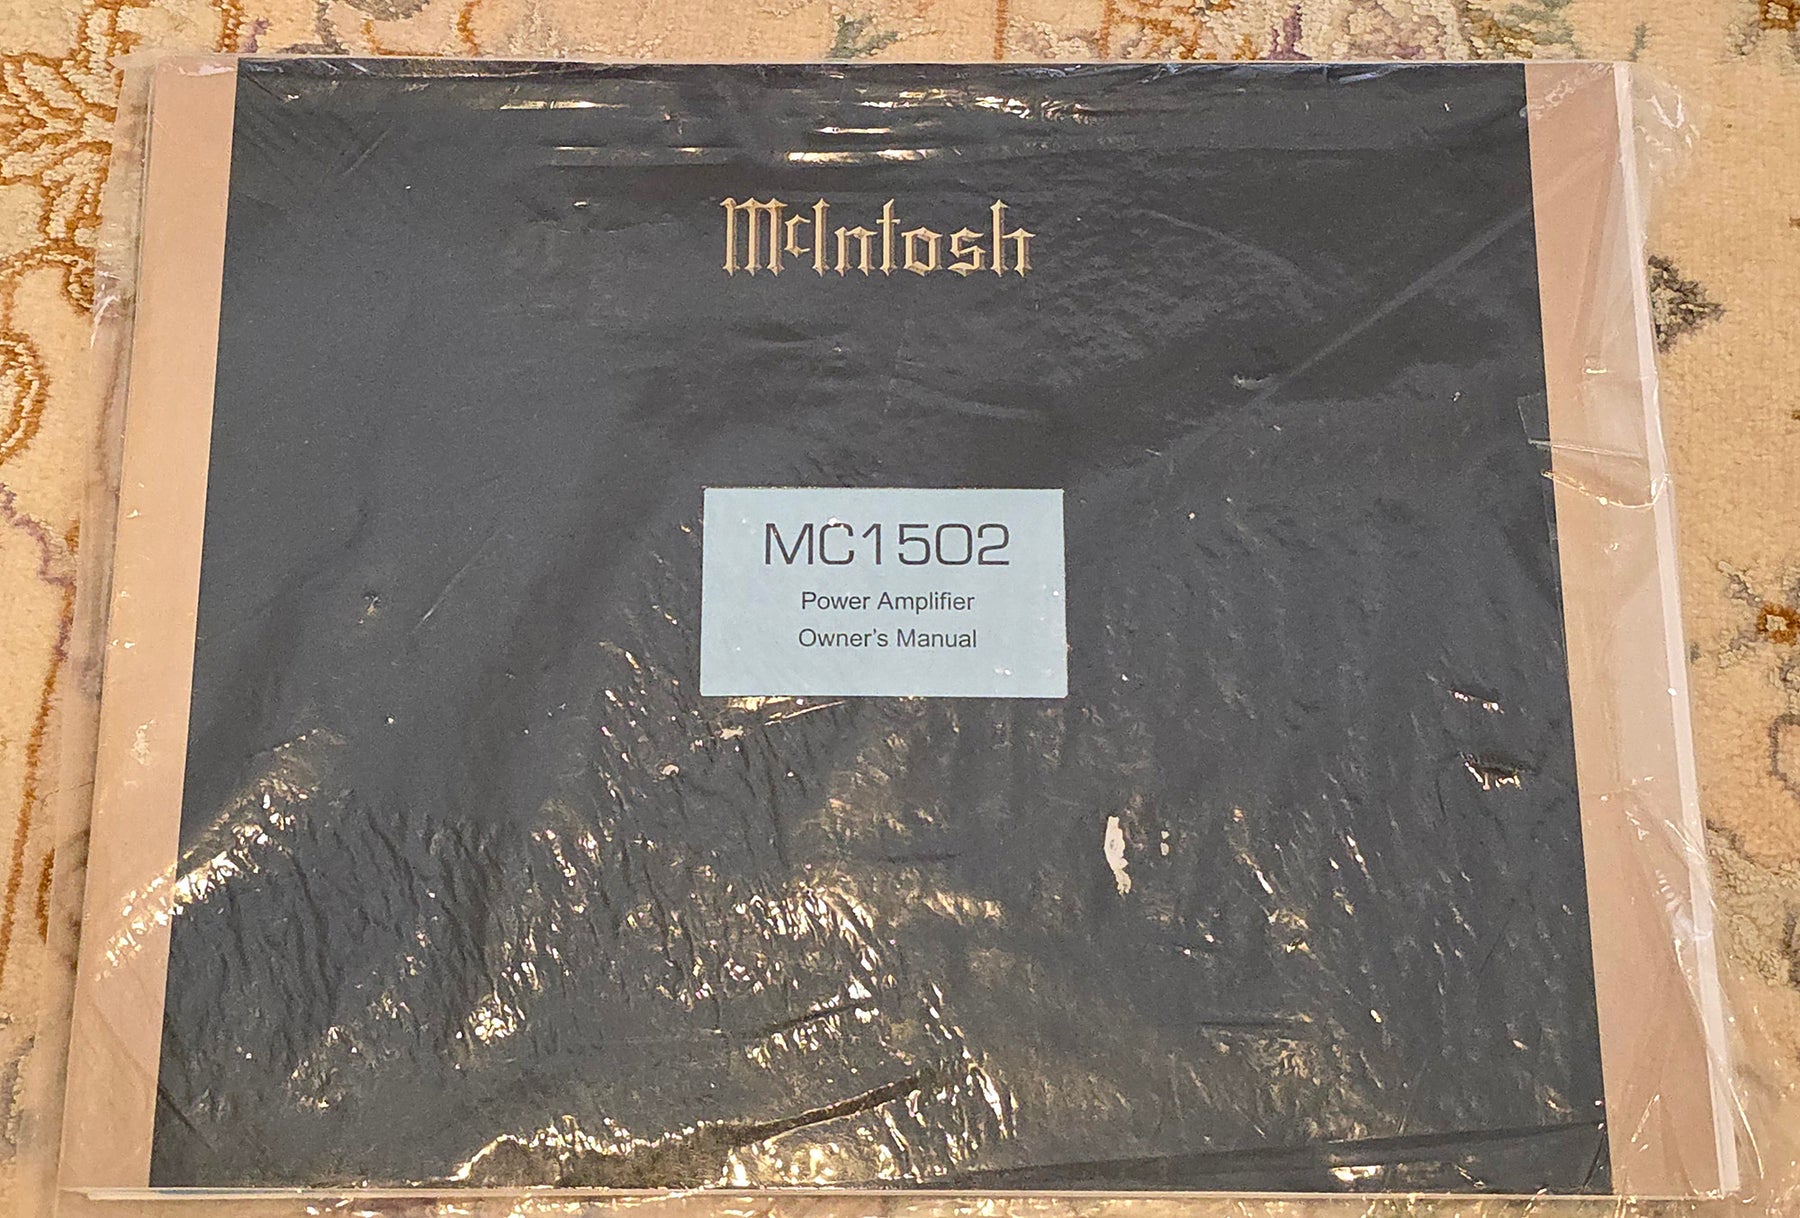 McIntosh
MC1502
Power Amplifier
Owner's Manual